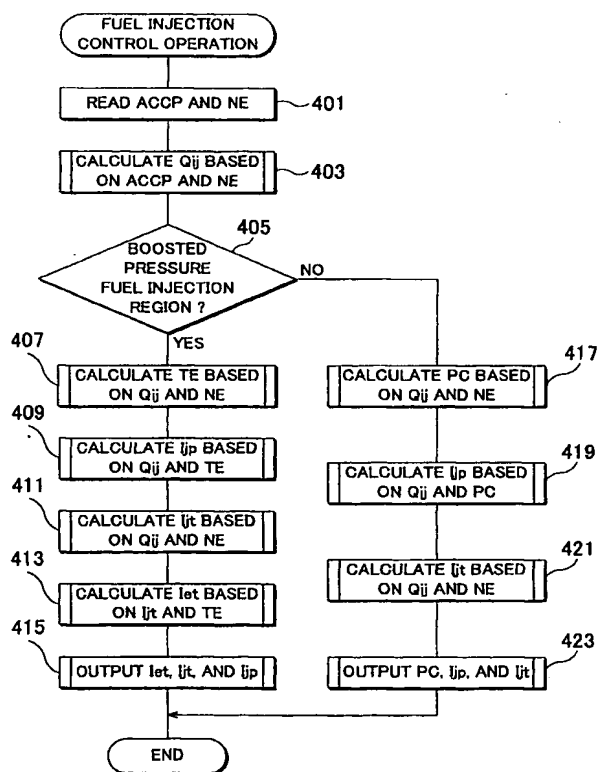 FUEL INJECTION
CONTROL OPERATION
READ ACCP AND NE
401
CALCULATE Qij BASED
ON ACCP AND NE
403
405
BOOSTED
PRESSURE
FUEL INJECTION
REGION ?
NO
YES
407
CALCULATE TE BASED
ON Qij AND NE
409
CALCULATE Ijp BASED
ON Qij AND TE
411
CALCULATE Ijt BASED
ON Qij AND NE
413
CALCULATE Iet BASED
ON Ijt AND TE
415
OUTPUT Iet, Ijt, AND Ijp
CALCULATE PC BASED
ON Qij AND NE
417
CALCULATE Ijp BASED
ON Qij AND PC
419
CALCULATE Ijt BASED
ON Qij AND NE
421
OUTPUT PC, Ijp, AND Ijt
423
END